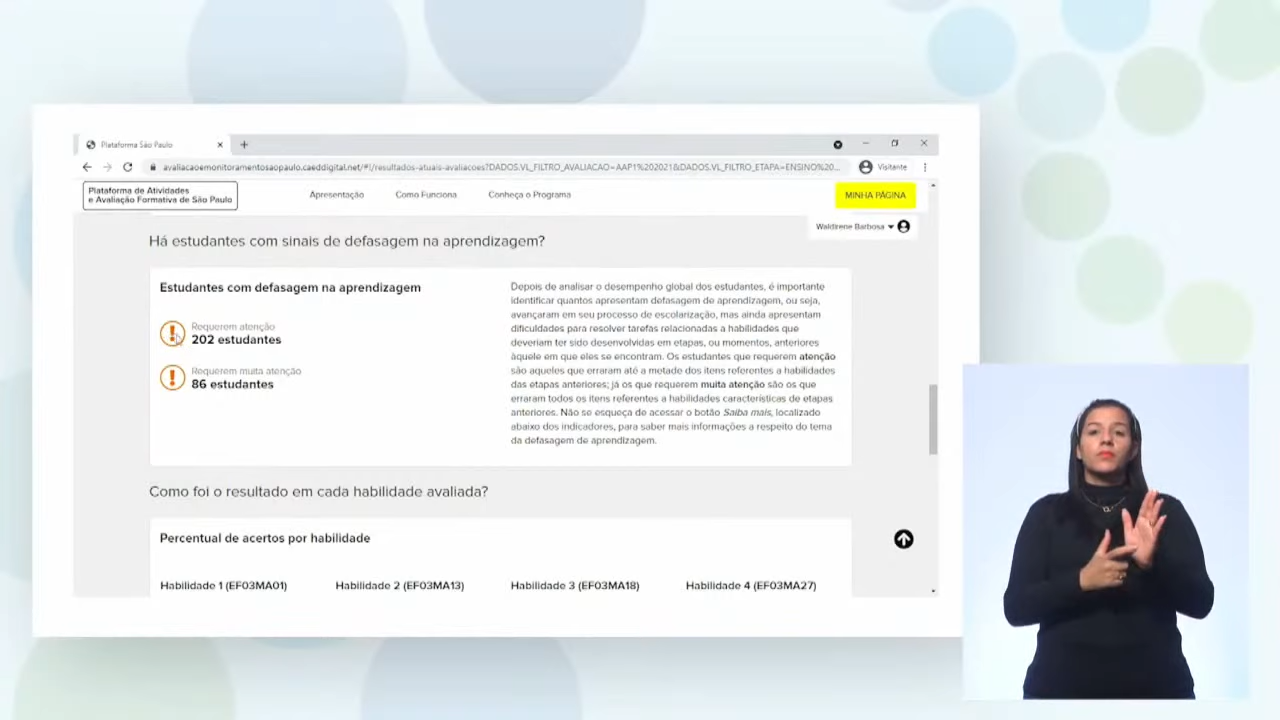 Plataforma São Paulo
avaliacaoemonitoramentosaopaulo.caeddigital.net/#!/resultados-atuais-avaliacoes?DADOS.VL_FILTRO_AVALIACAO=AAP1%202021&DADOS.VL_FILTRO_ETAPA=ENSINO%20...
Visitante
Plataforma de Atividades
e Avaliação Formativa de São Paulo
Apresentação
Como Funciona
Conheça o Programa
MINHA PÁGINA
Waldirene Barbosa
Há estudantes com sinais de defasagem na aprendizagem?
Estudantes com defasagem na aprendizagem
Requerem atenção
202 estudantes
Requerem muita atenção
86 estudantes
Depois de analisar o desempenho global dos estudantes, é importante
identificar quantos apresentam defasagem de aprendizagem, ou seja,
avançaram em seu processo de escolarização, mas ainda apresentam
dificuldades para resolver tarefas relacionadas a habilidades que
deveriam ter sido desenvolvidas em etapas, ou momentos, anteriores
àquele em que eles se encontram. Os estudantes que requerem atenção
são aqueles que erraram até a metade dos itens referentes a habilidades
das etapas anteriores; já os que requerem muita atenção são os que
erraram todos os itens referentes a habilidades características de etapas
anteriores. Não se esqueça de acessar o botão Saiba mais, localizado
abaixo dos indicadores, para saber mais informações a respeito do tema
da defasagem de aprendizagem.
Como foi o resultado em cada habilidade avaliada?
Percentual de acertos por habilidade
Habilidade 1 (EF03MA01)
Habilidade 2 (EF03MA13)
Habilidade 3 (EF03MA18)
Habilidade 4 (EF03MA27)